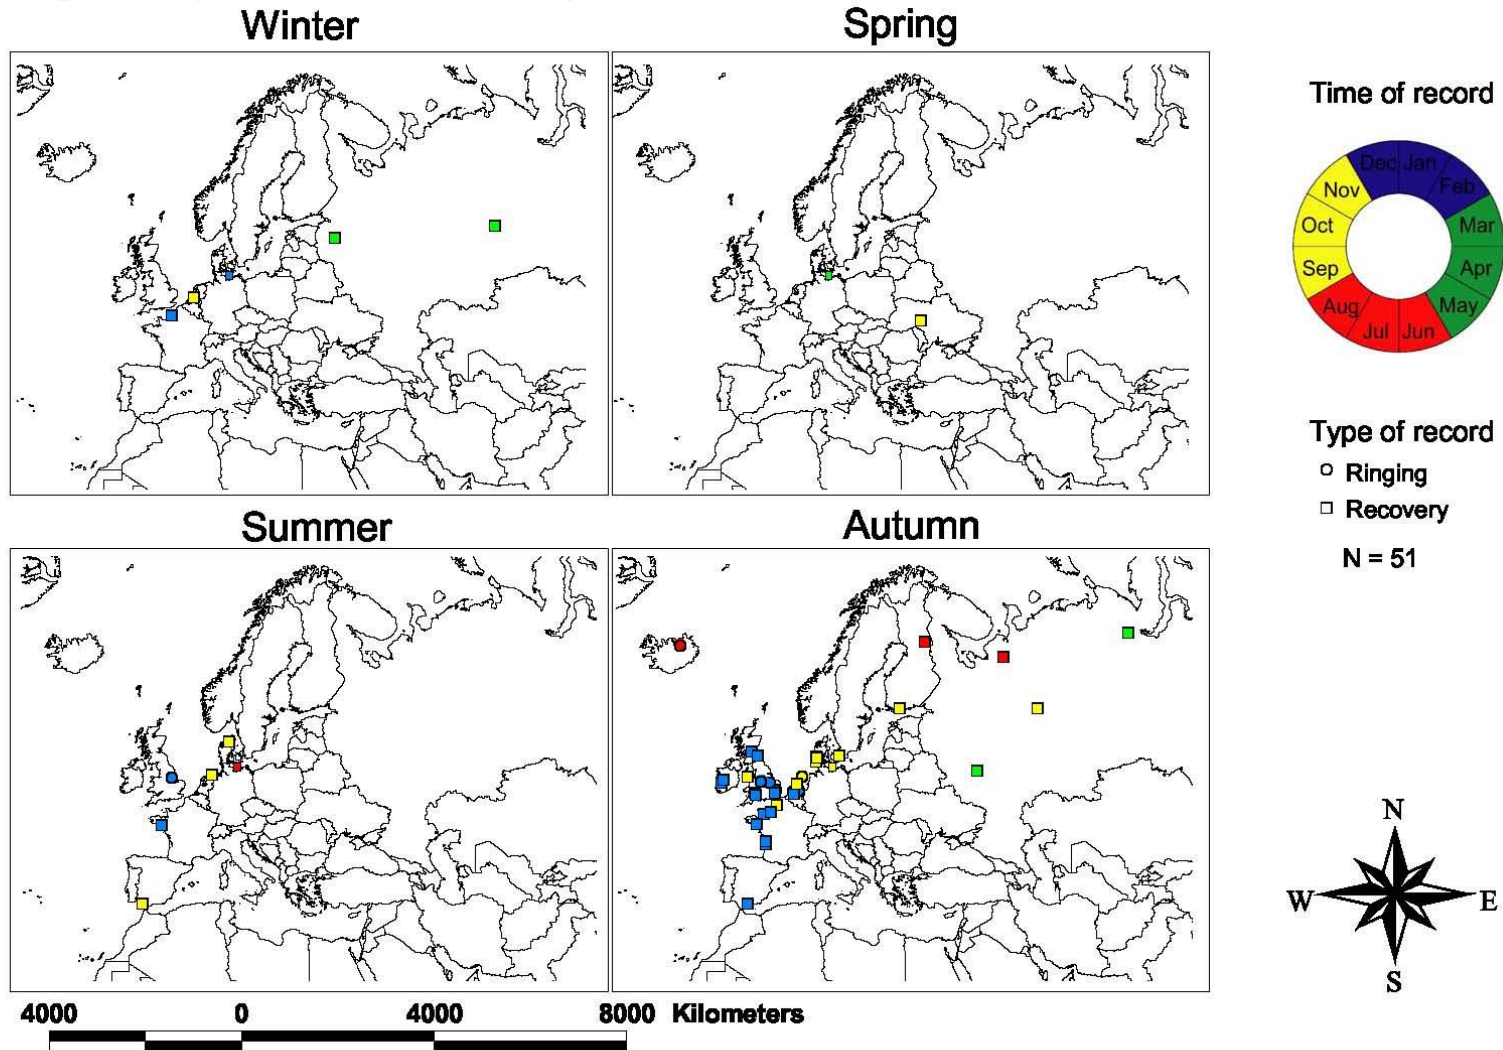 Winter
Spring
Time of record
Dec
Jan
Feb
Mar
Apr
May
Jun
Jul
Aug
Sep
Oct
Nov
Type of record
Ringing
Recovery
N = 51
Summer
Autumn
N
W
E
S
4000 0 4000 8000 Kilometers